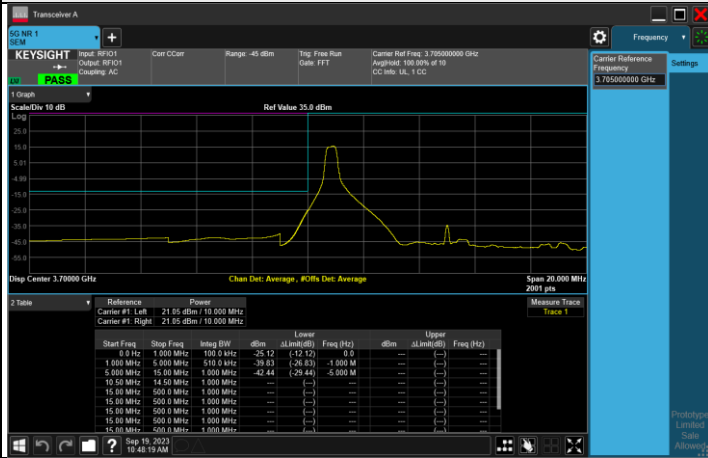 Transceiver A
5G NR 1
SEM
Frequency
KEYSIGHT
Input: RFIO1
Output: RFIO1
Coupling: AC
Corr CCorr
Range: -45 dBm
Trig: Free Run
Gate: FFT
Carrier Ref Freq: 3.705000000 GHz
Avg|Hold: 100.00% of 10
CC Info: UL, 1 CC
PASS
Carrier Reference
Frequency
3.705000000 GHz
Settings
1 Graph
Scale/Div 10 dB
Ref Value 35.0 dBm
Log
25.0
15.0
5.01
-4.99
-15.0
-25.0
-35.0
-45.0
-55.0
Disp Center 3.70000 GHz
Chan Det: Average, #Offs Det: Average
Span 20.000 MHz
2001 pts
2 Table
Reference Power
Carrier #1: Left 21.05 dBm / 10.000 MHz
Carrier #1: Right 21.05 dBm / 10.000 MHz
Measure Trace
Trace 1
Lower Upper
Start Freq Stop Freq Integ BW dBm ΔLimit(dB) Freq (Hz) dBm ΔLimit(dB) Freq (Hz)
0.0 Hz 1.000 MHz 100.0 kHz -25.12 (-12.12) 0.0 --- (---) ---
1.000 MHz 5.000 MHz 510.0 kHz -39.83 (-26.83) -1.000 M --- (---) ---
5.000 MHz 15.00 MHz 1.000 MHz -42.44 (-29.44) -5.000 M --- (---) ---
10.50 MHz 14.50 MHz 1.000 MHz --- (---) --- --- (---) ---
15.00 MHz 500.0 MHz 1.000 MHz --- (---) --- --- (---) ---
15.00 MHz 500.0 MHz 1.000 MHz --- (---) --- --- (---) ---
15.00 MHz 500.0 MHz 1.000 MHz --- (---) --- --- (---) ---
15.00 MHz 500.0 MHz 1.000 MHz --- (---) --- --- (---) ---
Prototype
Limited
Sale
Allowed
Sep 19, 2023
10:48:19 AM